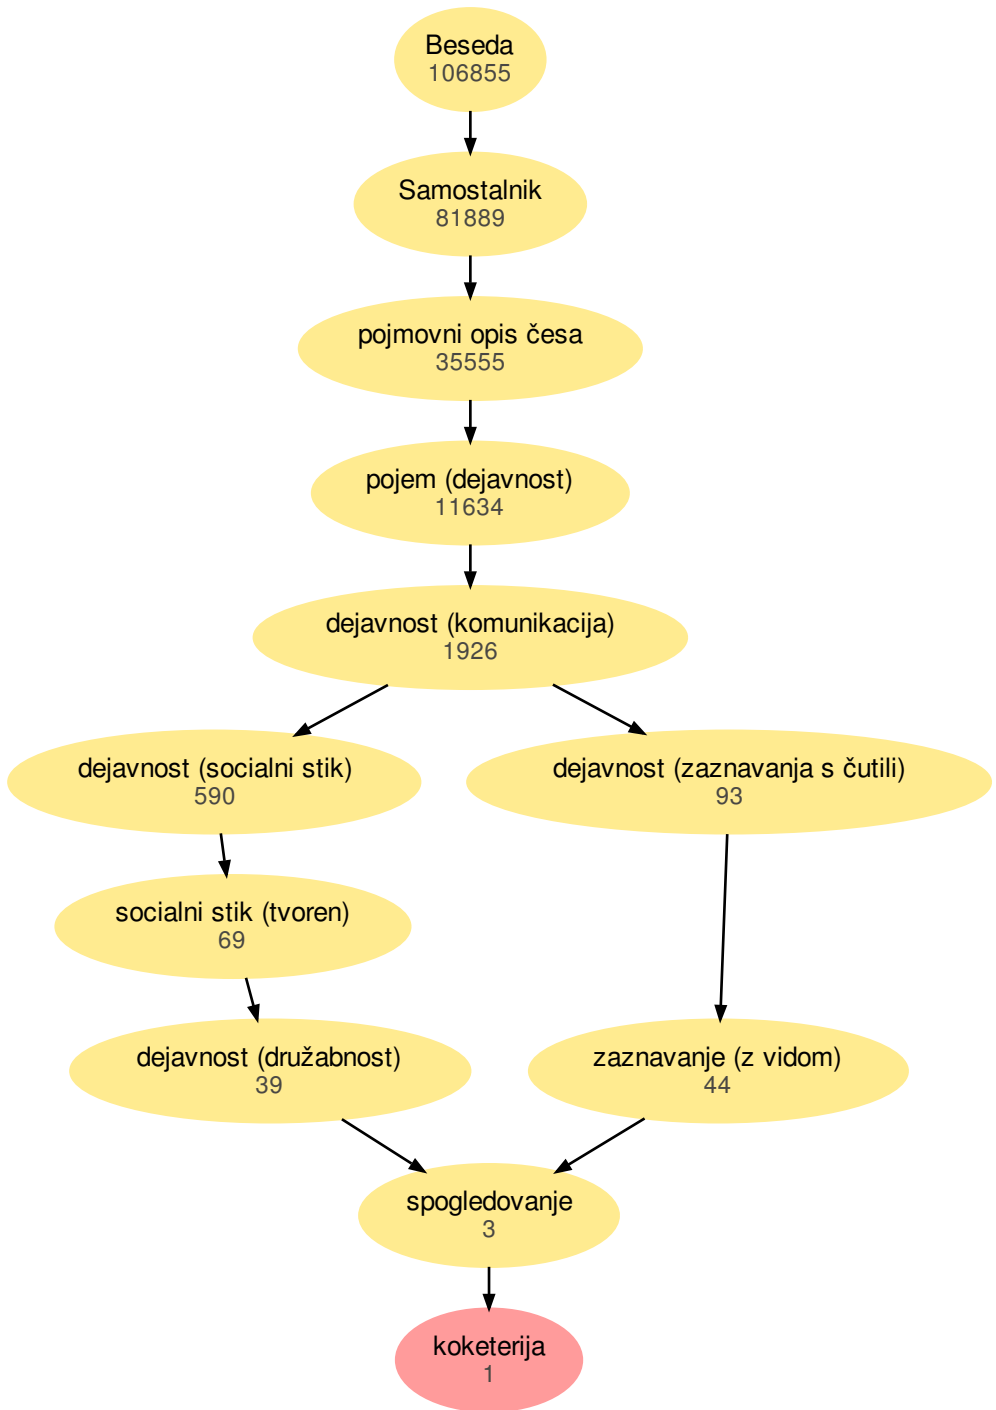 Beseda
106855
Samostalnik
81889
pojmovni opis česa
35555
pojem (dejavnost)
11634
dejavnost (komunikacija)
1926
dejavnost (socialni stik)
590
dejavnost (zaznavanja s čutili)
93
socialni stik (tvoren)
69
dejavnost (družabnost)
39
zaznavanje (z vidom)
44
spogledovanje
3
koketerija
1